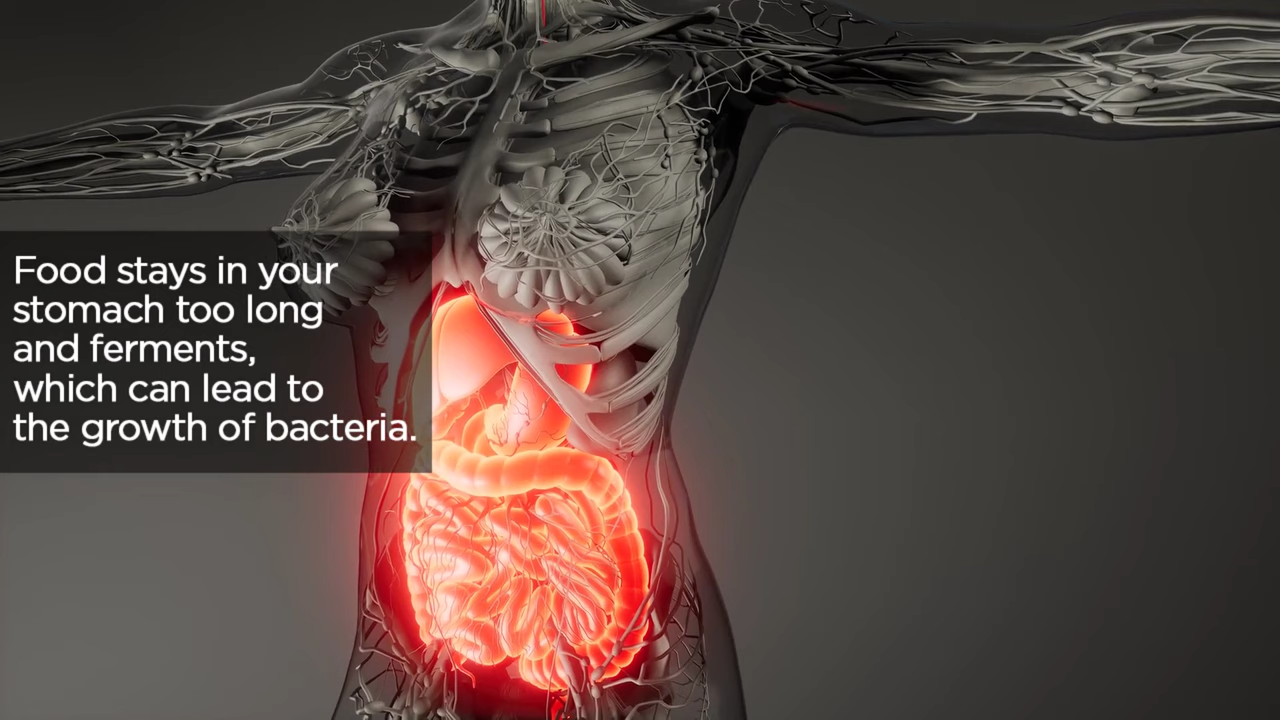 Food stays in your
stomach too long
and ferments,
which can lead to
the growth of bacteria.